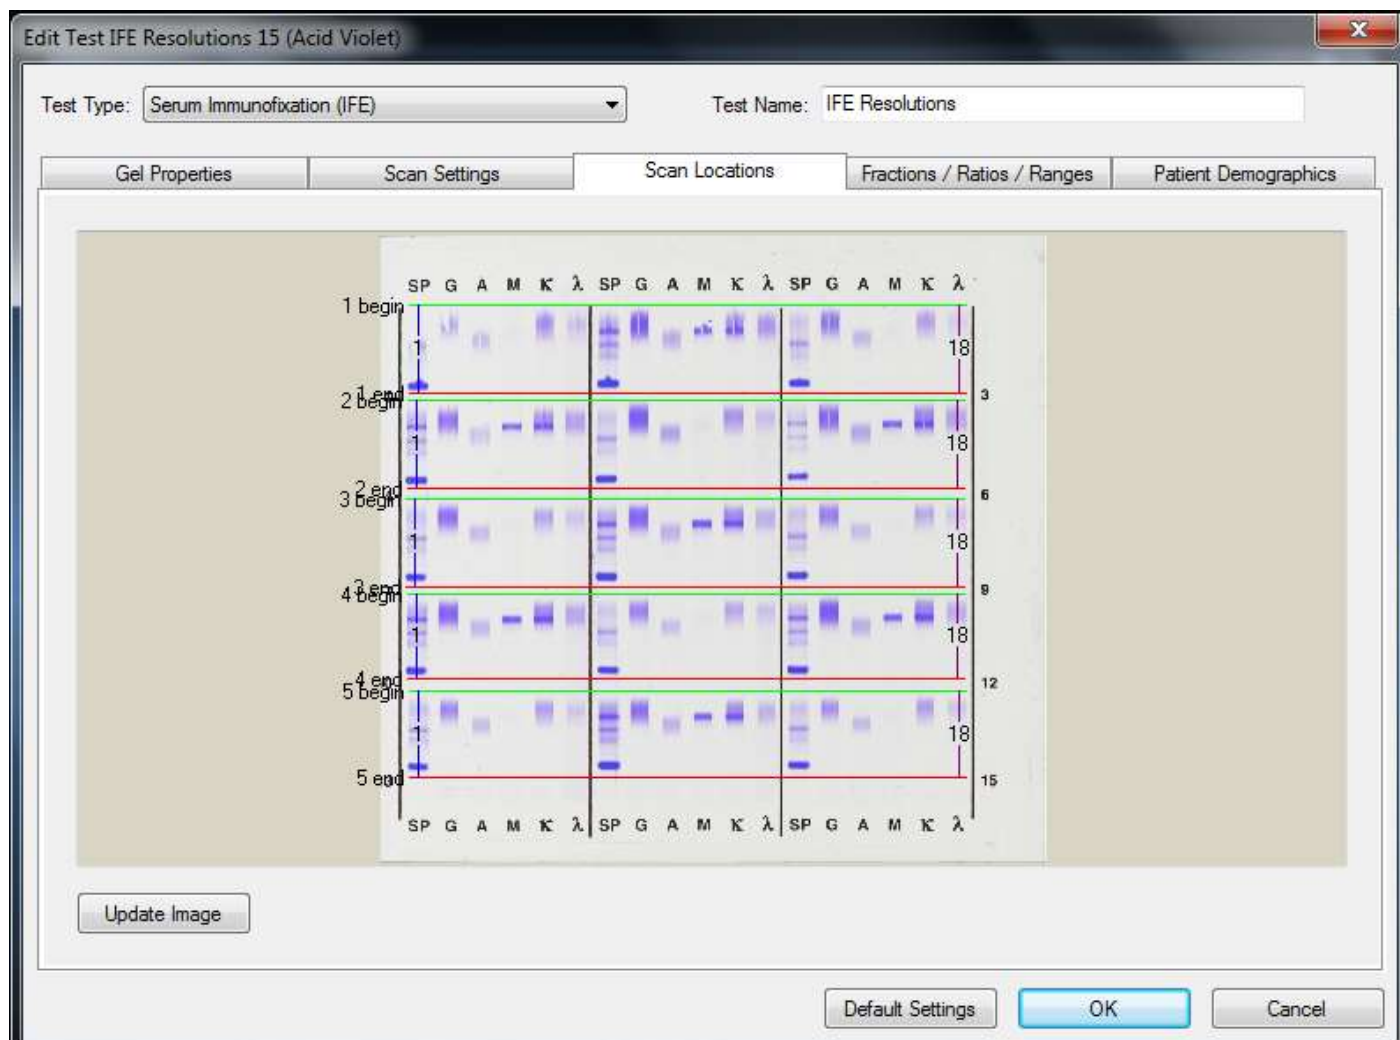 Edit Test IFE Resolutions 15 (Acid Violet)
Test Type: Serum Immunofixation (IFE) Test Name: IFE Resolutions
Gel Properties Scan Settings Scan Locations Fractions / Ratios / Ranges Patient Demographics
SP G A M K λ SP G A M K λ SP G A M K λ
1 begin
1 18
1 end 3
2 begin
1 18
2 end 6
3 begin
1 18
3 end 9
4 begin
1 18
4 end 12
5 begin
1 18
5 end 15
SP G A M K λ SP G A M K λ SP G A M K λ
Update Image
Default Settings OK Cancel